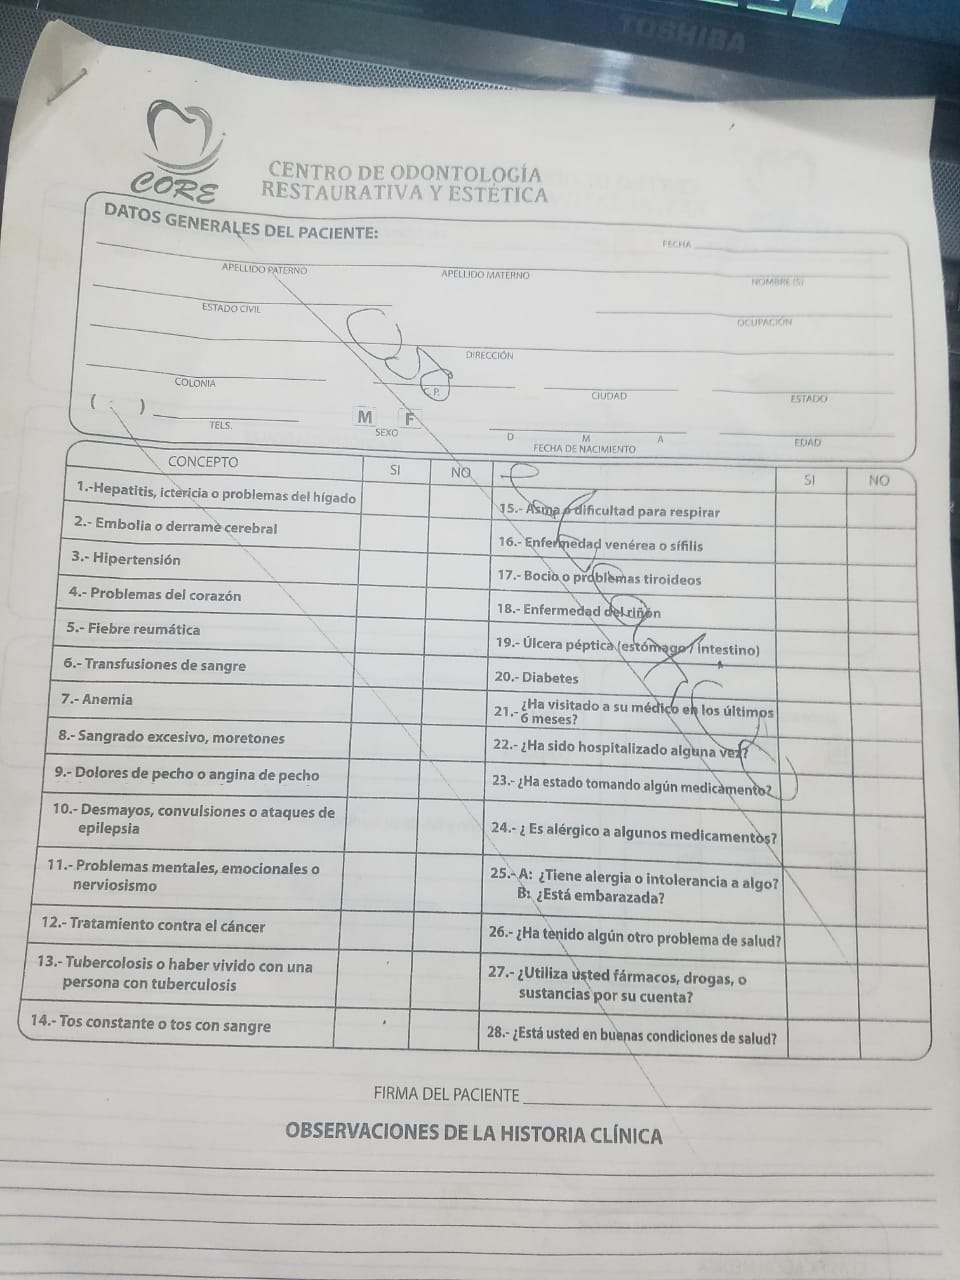 TOSHIBA
CORE
CENTRO DE ODONTOLOGÍA
RESTAURATIVA Y ESTÉTICA
DATOS GENERALES DEL PACIENTE:
FECHA
APELLIDO PATERNO APELLIDO MATERNO NOMBRE (S)
ESTADO CIVIL OCUPACIÓN
DIRECCIÓN
COLONIA C.P. CIUDAD ESTADO
( ) TELS. M F SEXO D M A FECHA DE NACIMIENTO EDAD
CONCEPTO SI NO SI NO
1.-Hepatitis, ictericia o problemas del hígado
2.- Embolia o derrame cerebral
3.- Hipertensión
4.- Problemas del corazón
5.- Fiebre reumática
6.- Transfusiones de sangre
7.- Anemia
8.- Sangrado excesivo, moretones
9.- Dolores de pecho o angina de pecho
10.- Desmayos, convulsiones o ataques de
epilepsia
11.- Problemas mentales, emocionales o
nerviosismo
12.- Tratamiento contra el cáncer
13.- Tubercolosis o haber vivido con una
persona con tuberculosis
14.- Tos constante o tos con sangre
15.- Asma o dificultad para respirar
16.- Enfermedad venérea o sífilis
17.- Bocio o problemas tiroideos
18.- Enfermedad del riñón
19.- Úlcera péptica (estómago / intestino)
20.- Diabetes
21.- ¿Ha visitado a su médico en los últimos
6 meses?
22.- ¿Ha sido hospitalizado alguna vez?
23.- ¿Ha estado tomando algún medicamento?
24.- ¿ Es alérgico a algunos medicamentos?
25.- A: ¿Tiene alergia o intolerancia a algo?
B: ¿Está embarazada?
26.- ¿Ha tenido algún otro problema de salud?
27.- ¿Utiliza usted fármacos, drogas, o
sustancias por su cuenta?
28.- ¿Está usted en buenas condiciones de salud?
FIRMA DEL PACIENTE
OBSERVACIONES DE LA HISTORIA CLÍNICA